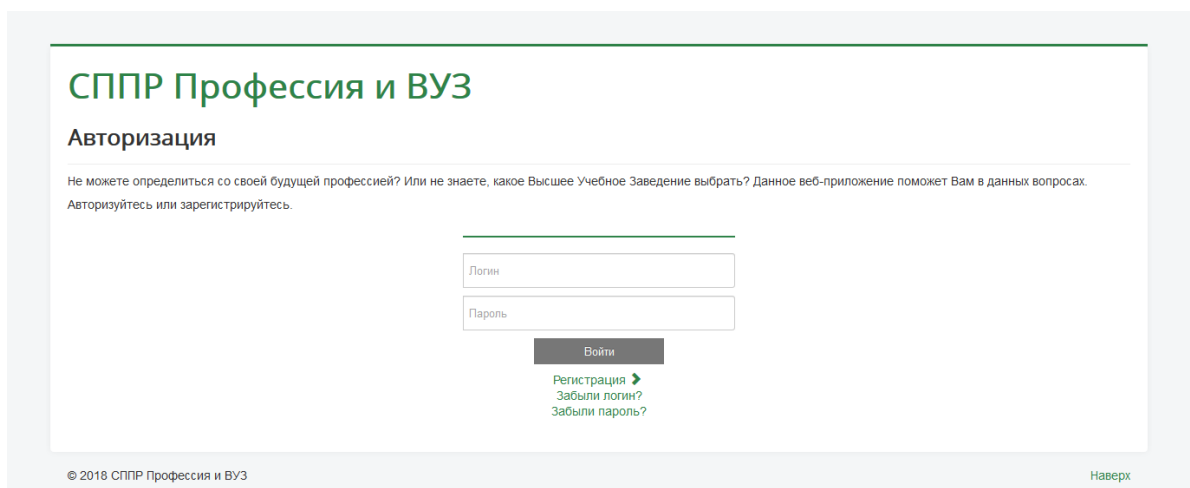 СППР Профессия и ВУЗ
Авторизация
Не можете определиться со своей будущей профессией? Или не знаете, какое Высшее Учебное Заведение выбрать? Данное веб-приложение поможет Вам в данных вопросах.
Авторизуйтесь или зарегистрируйтесь.
Логин
Пароль
Войти
Регистрация
Забыли логин?
Забыли пароль?
© 2018 СППР Профессия и ВУЗ Наверх